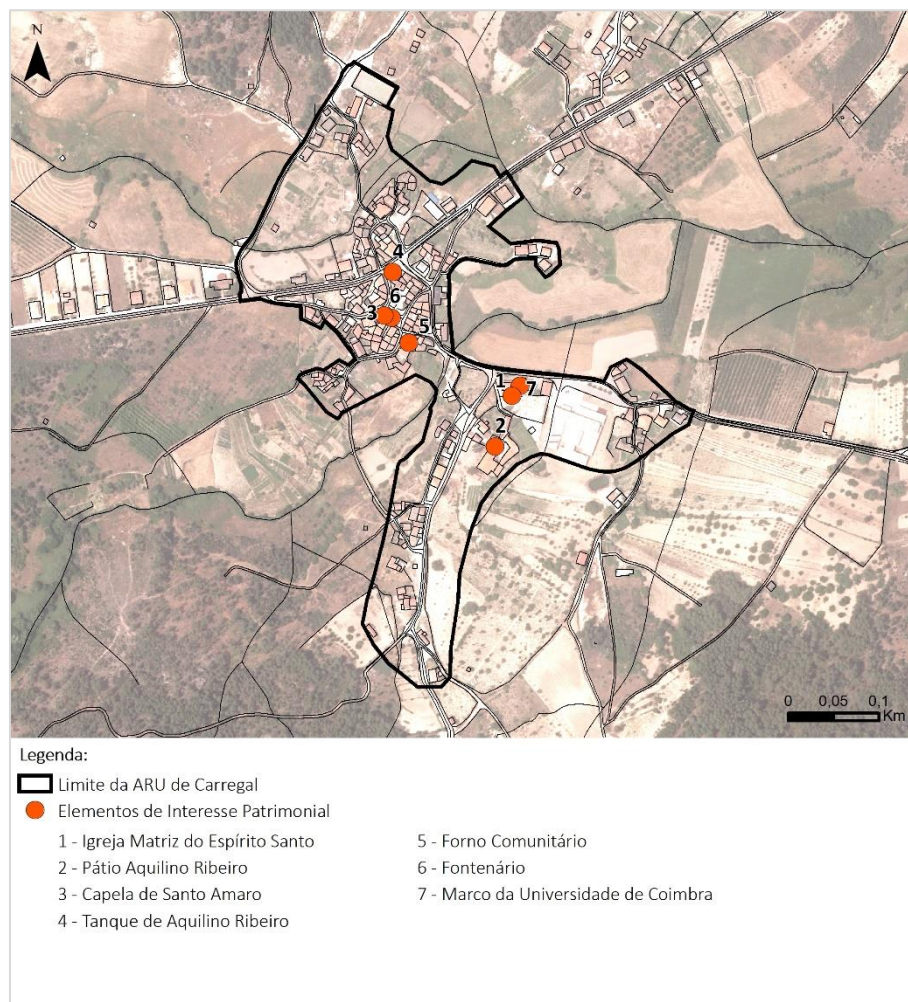 N
4
6
3
5
1
7
2
0 0,05 0,1
Km
Legenda:
Limite da ARU de Carregal
Elementos de Interesse Patrimonial
1 - Igreja Matriz do Espírito Santo
2 - Pátio Aquilino Ribeiro
3 - Capela de Santo Amaro
4 - Tanque de Aquilino Ribeiro
5 - Forno Comunitário
6 - Fontenário
7 - Marco da Universidade de Coimbra